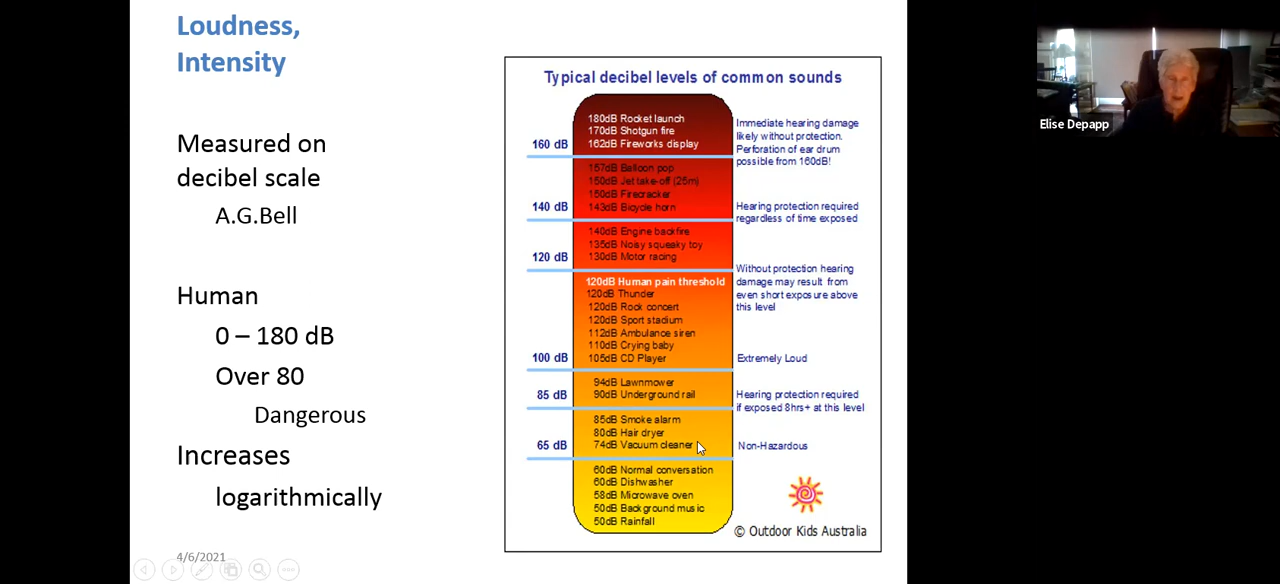 Loudness,
Intensity
Measured on
decibel scale
A.G.Bell
Human
0 – 180 dB
Over 80
Dangerous
Increases
logarithmically
4/6/2021
Typical decibel levels of common sounds
180dB Rocket launch
170dB Shotgun fire
162dB Fireworks display
160 dB
Immediate hearing damage
likely without protection.
Perforation of ear drum
possible from 160dB!
157dB Balloon pop
150dB Jet take-off (25m)
150dB Firecracker
143dB Bicycle horn
140 dB
Hearing protection required
regardless of time exposed
140dB Engine backfire
135dB Noisy squeaky toy
130dB Motor racing
120 dB
Without protection hearing
damage may result from
even short exposure above
this level
120dB Human pain threshold
120dB Thunder
120dB Rock concert
120dB Sport stadium
112dB Ambulance siren
110dB Crying baby
105dB CD Player
100 dB
Extremely Loud
94dB Lawnmower
90dB Underground rail
85 dB
Hearing protection required
if exposed 8hrs+ at this level
85dB Smoke alarm
80dB Hair dryer
74dB Vacuum cleaner
65 dB
Non-Hazardous
60dB Normal conversation
60dB Dishwasher
58dB Microwave oven
50dB Background music
50dB Rainfall
© Outdoor Kids Australia
Elise Depapp